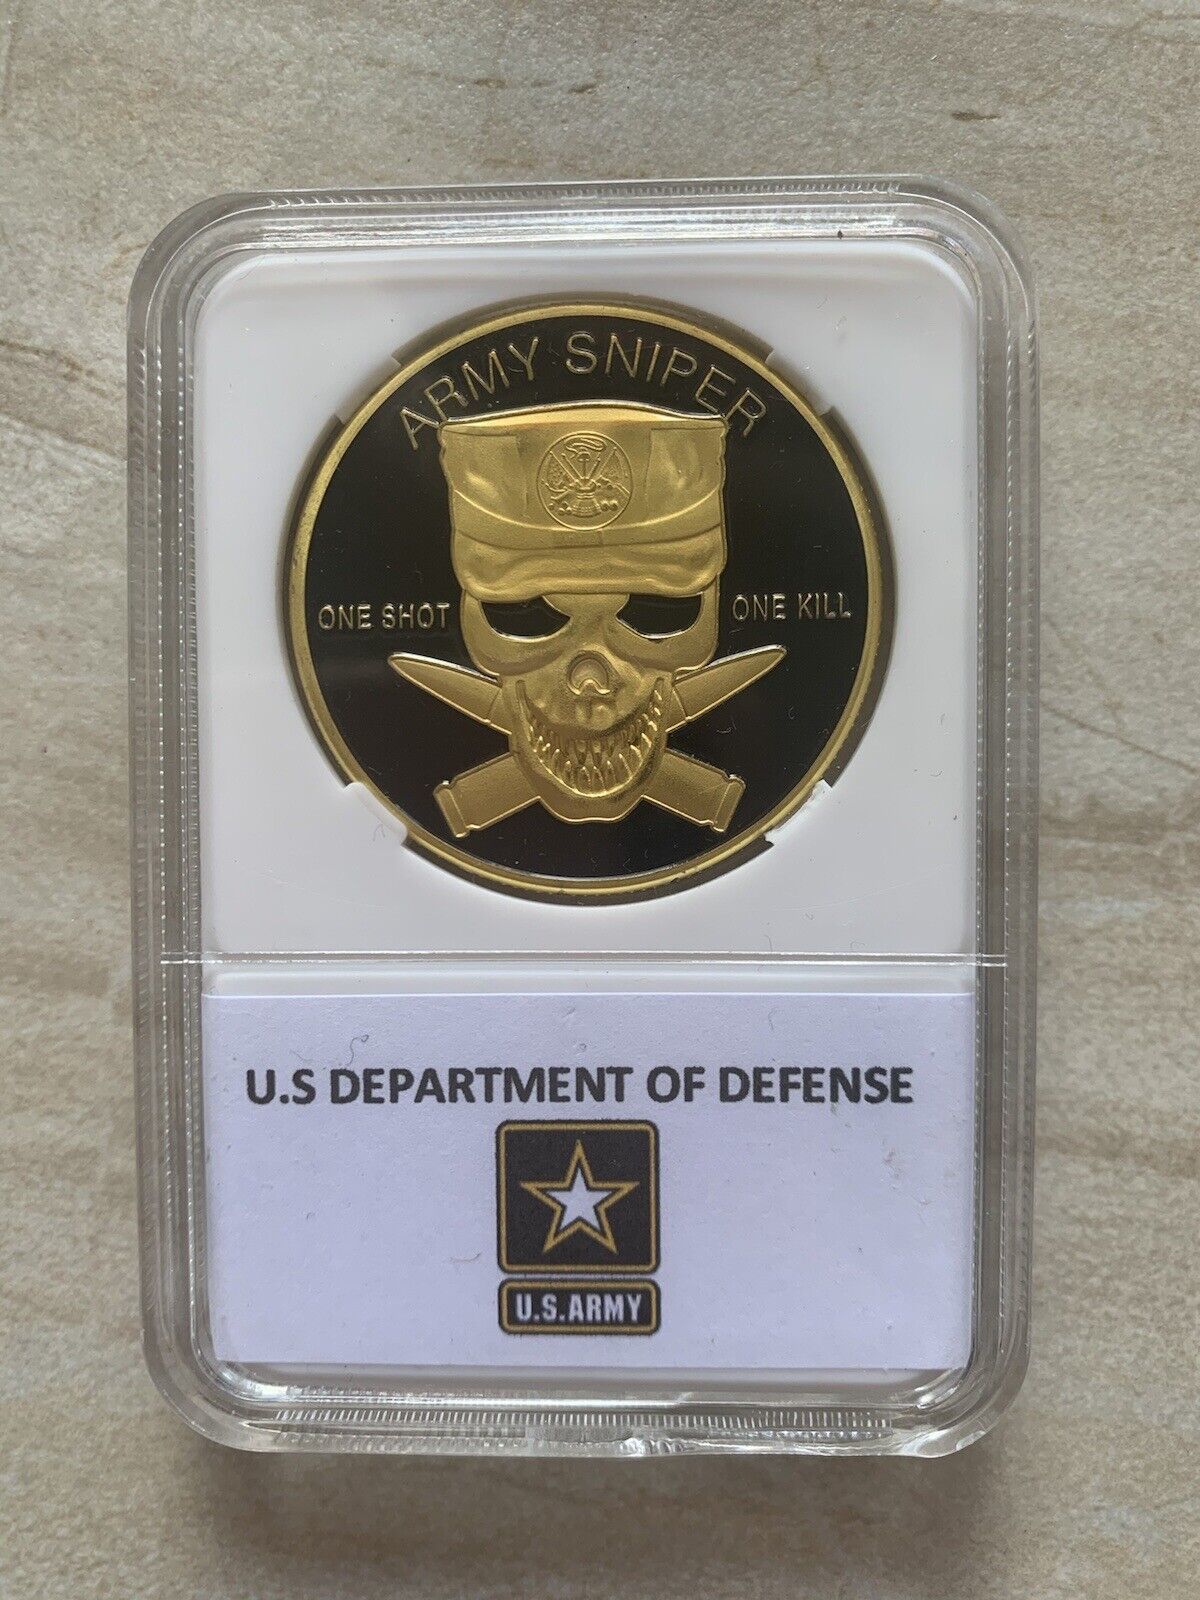 ARMY SNIPER
ONE SHOT
ONE KILL
U.S DEPARTMENT OF DEFENSE
U.S.ARMY